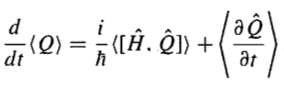 d/dt ⟨Q⟩ = i/ħ ⟨[Ĥ, Q̂]⟩ + ⟨∂Q̂/∂t⟩